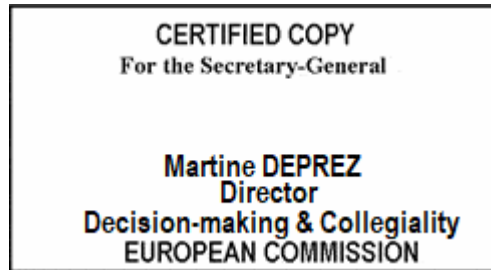 CERTIFIED COPY
For the Secretary-General
Martine DEPREZ
Director
Decision-making & Collegiality
EUROPEAN COMMISSION